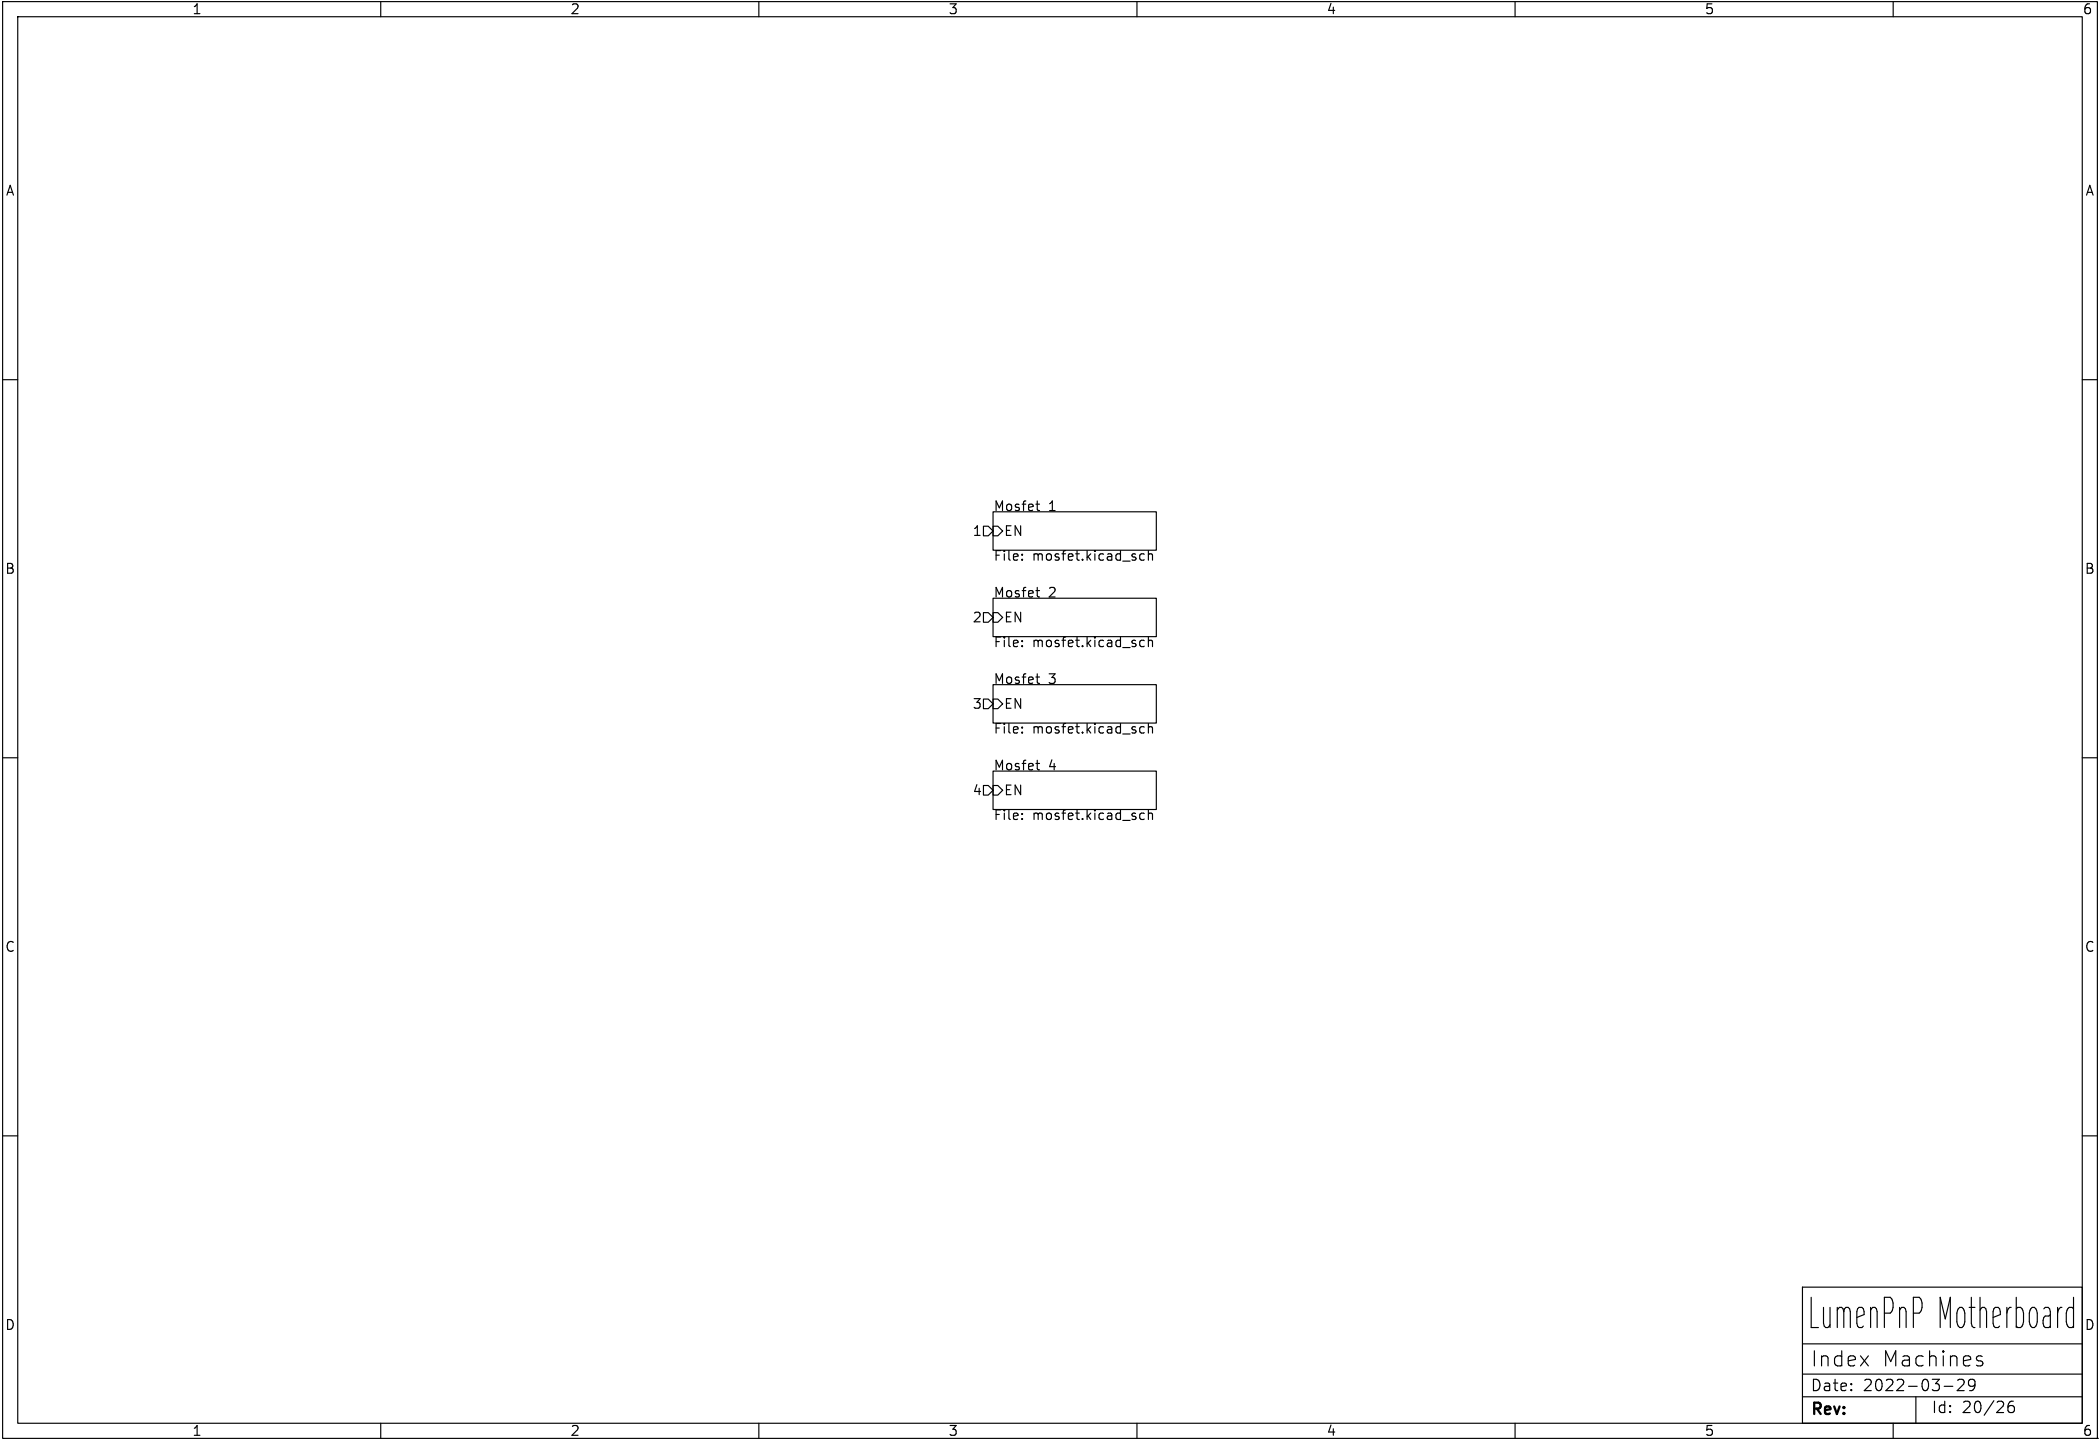 1 2 3 4 5 6
A A
Mosfet 1
1 EN
File: mosfet.kicad_sch
B B
Mosfet 2
2 EN
File: mosfet.kicad_sch
Mosfet 3
3 EN
File: mosfet.kicad_sch
Mosfet 4
4 EN
File: mosfet.kicad_sch
C C
D D
LumenPnP Motherboard
Index Machines
Date: 2022-03-29
Rev: Id: 20/26
1 2 3 4 5 6